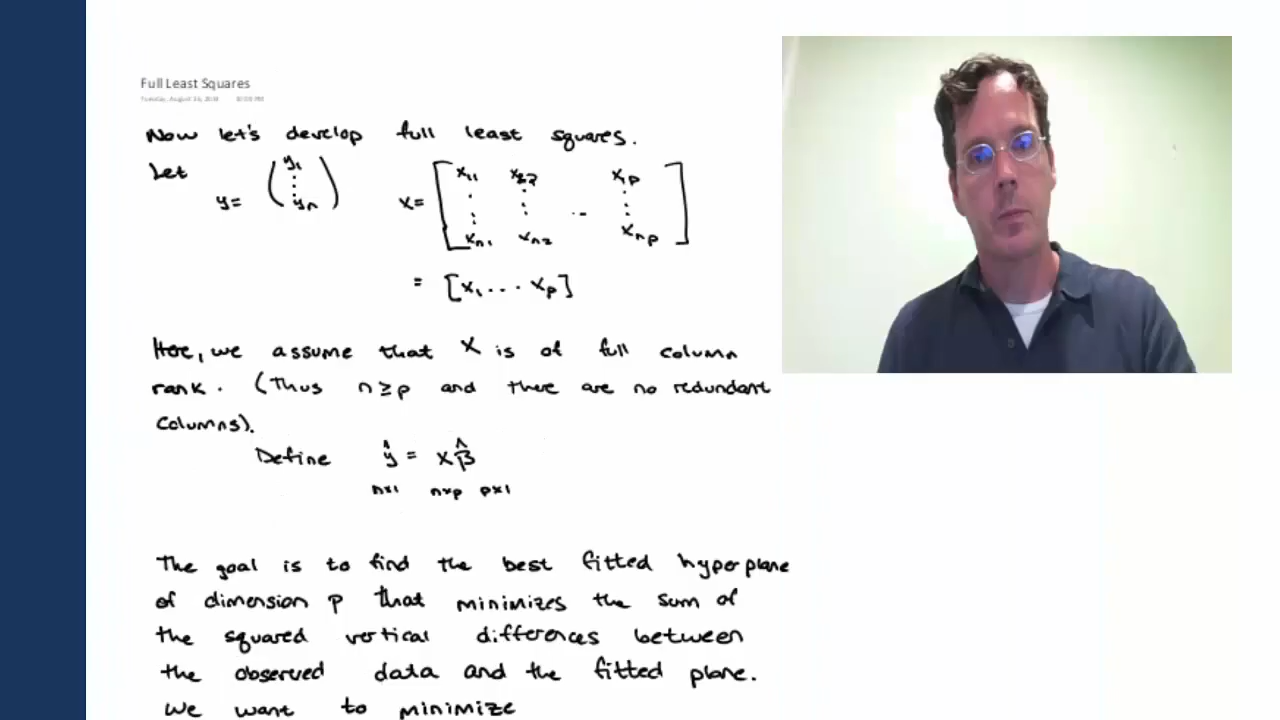 Full Least Squares
Now let's develop full least squares.
Let
y = ( y1 ⋮ yn ) X = [ x11 x22 x1p ⋮ ⋮ ... ⋮ xn1 xn2 xnp ]
= [x1 ... xp]
Here, we assume that X is of full column
rank. (Thus n ≥ p and there are no redundant
columns).
Define ŷ = xβ̂
n×1 n×p p×1
The goal is to find the best fitted hyperplane
of dimension p that minimizes the sum of
the squared vertical differences between
the observed data and the fitted plane.
We want to minimize